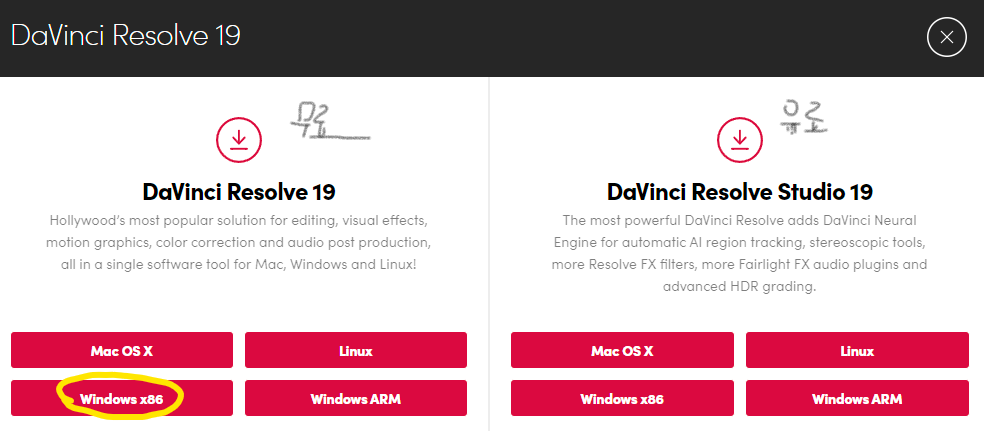 DaVinci Resolve 19
무료
DaVinci Resolve 19
Hollywood's most popular solution for editing, visual effects,
motion graphics, color correction and audio post production,
all in a single software tool for Mac, Windows and Linux!
Mac OS X
Linux
Windows x86
Windows ARM
유료
DaVinci Resolve Studio 19
The most powerful DaVinci Resolve adds DaVinci Neural
Engine for automatic AI region tracking, stereoscopic tools,
more Resolve FX filters, more Fairlight FX audio plugins and
advanced HDR grading.
Mac OS X
Linux
Windows x86
Windows ARM